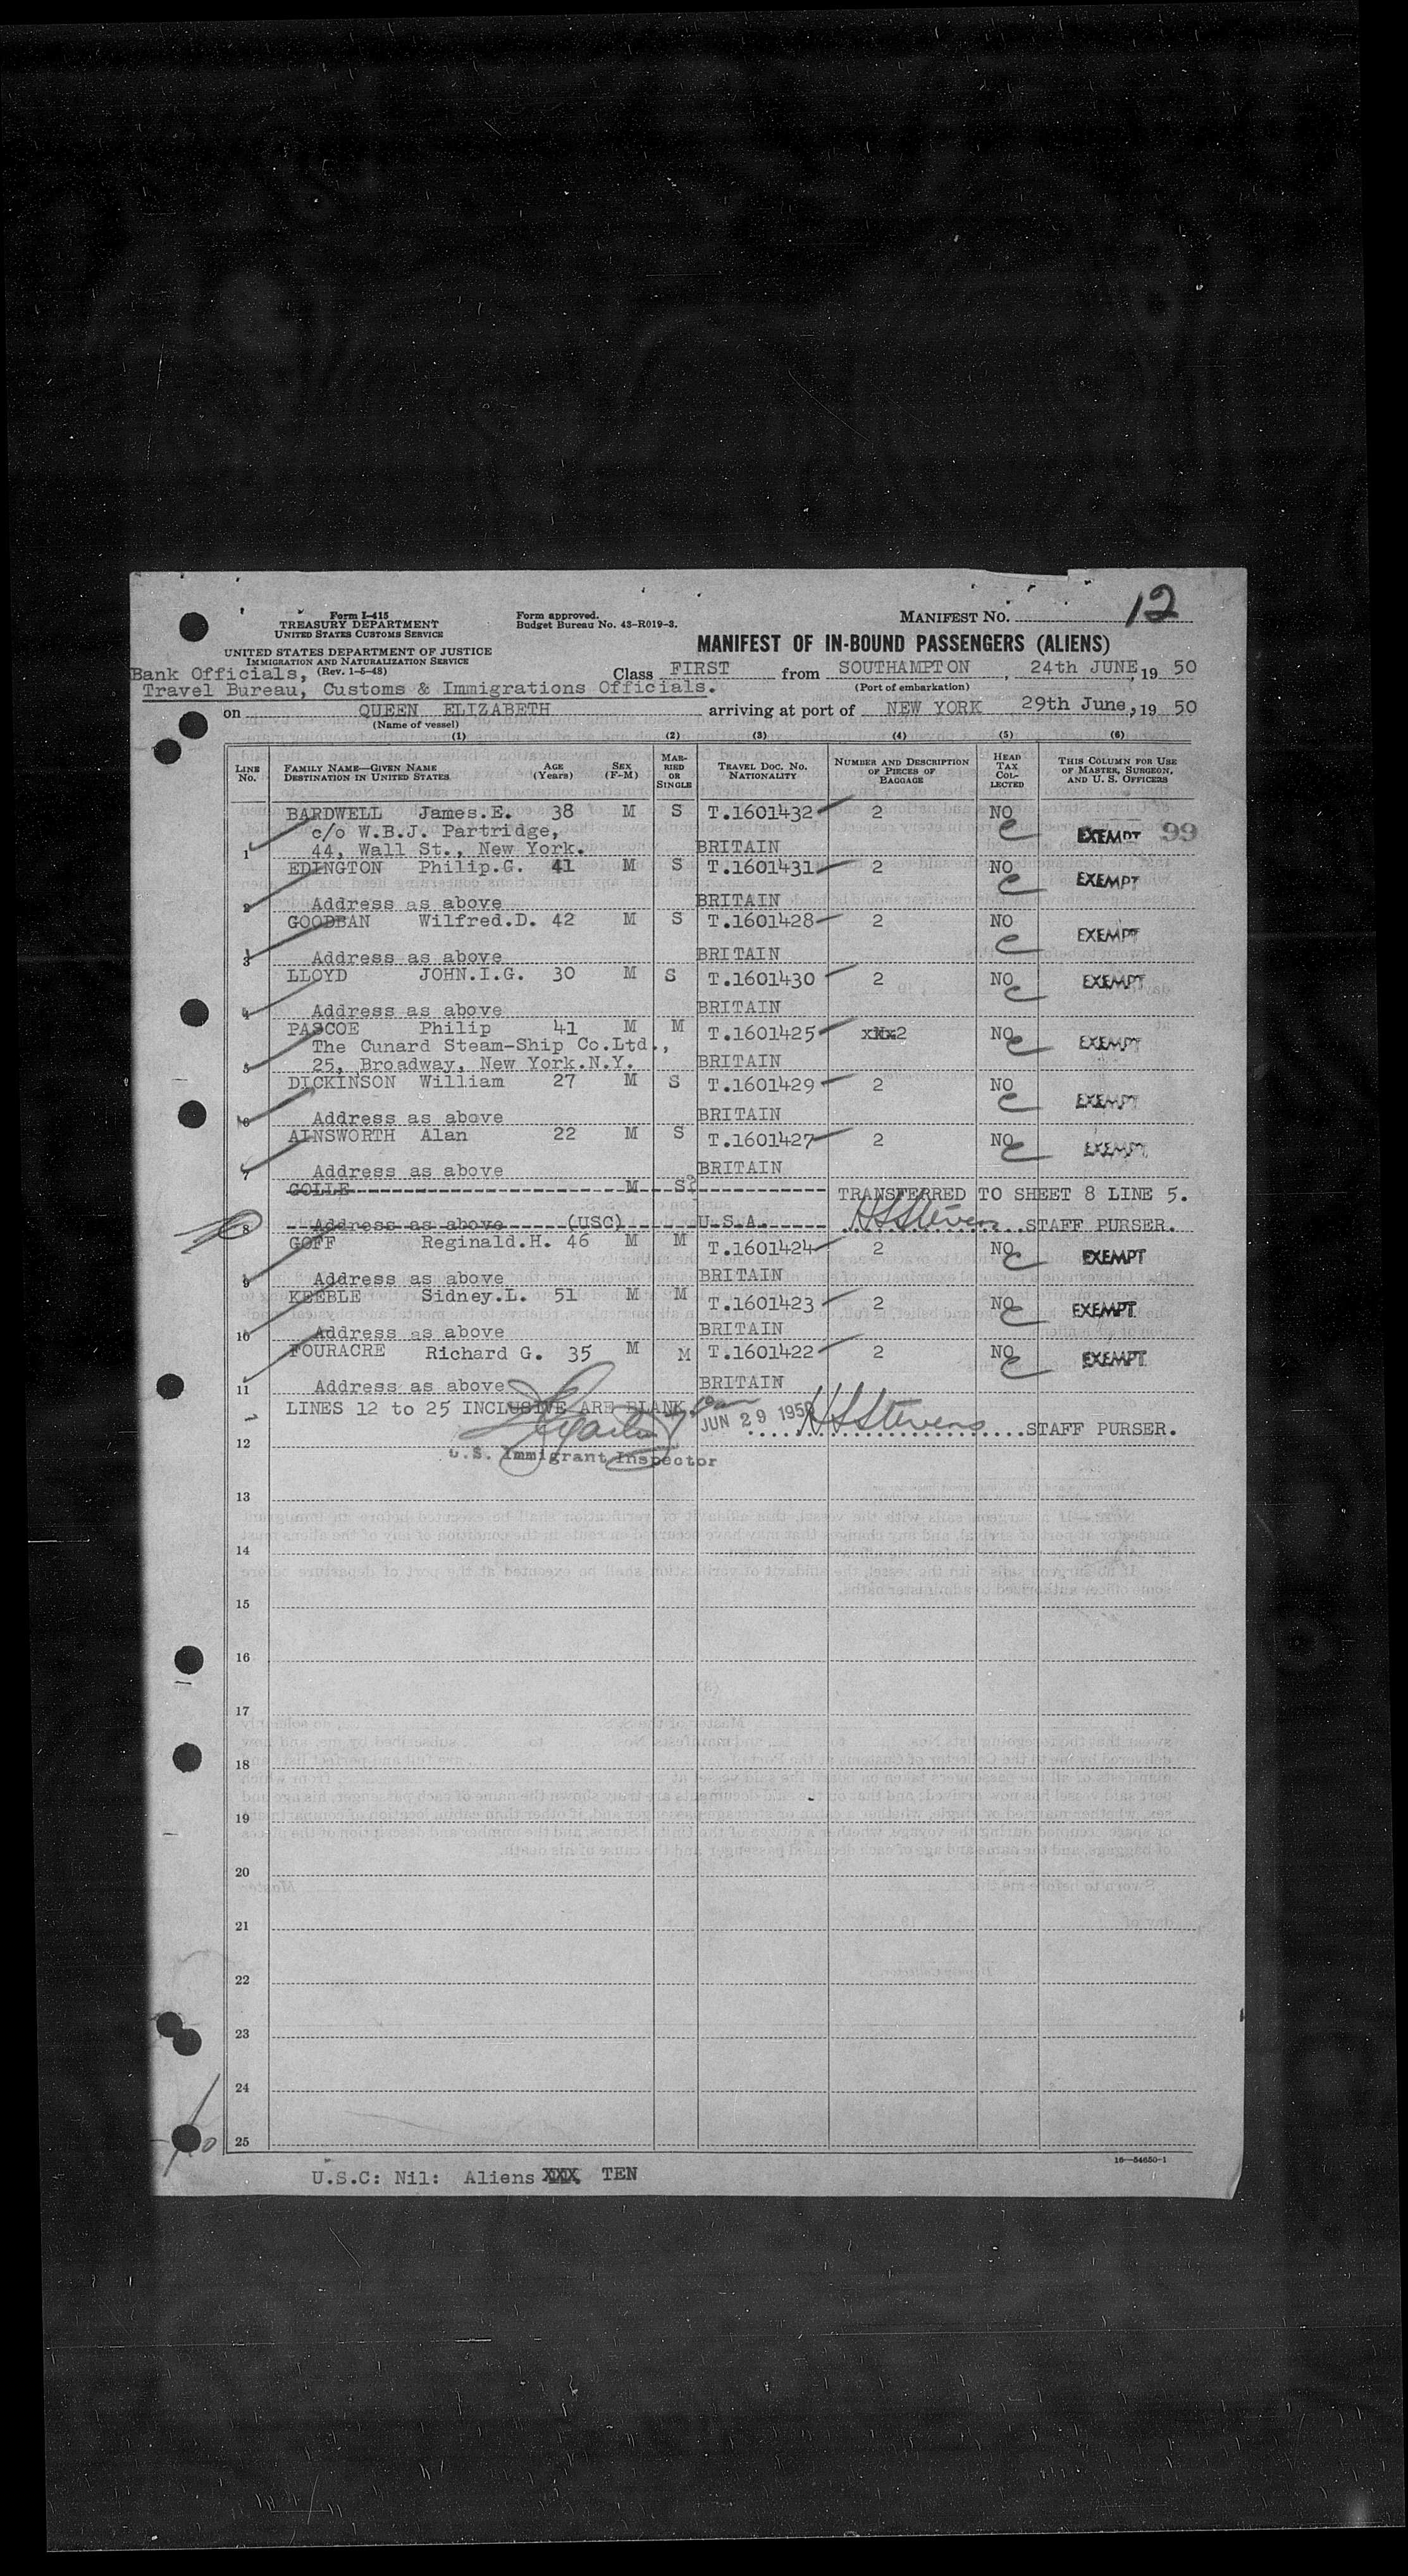 Form I-415
TREASURY DEPARTMENT
UNITED STATES CUSTOMS SERVICE
Form approved.
Budget Bureau No. 43-R019-3.
MANIFEST NO. 12
UNITED STATES DEPARTMENT OF JUSTICE
IMMIGRATION AND NATURALIZATION SERVICE
(Rev. 1-5-48)
MANIFEST OF IN-BOUND PASSENGERS (ALIENS)
Bank Officials,
Travel Bureau, Customs & Immigrations Officials.
Class FIRST from SOUTHAMPTON, 24th JUNE, 19 50
(Port of embarkation)
on QUEEN ELIZABETH arriving at port of NEW YORK 29th June, 19 50
(Name of vessel)
(1) (2) (3) (4) (5) (6)
LINE NO. FAMILY NAME—GIVEN NAME DESTINATION IN UNITED STATES AGE (Years) SEX (F-M) MARRIED OR SINGLE TRAVEL DOC. NO. NATIONALITY NUMBER AND DESCRIPTION OF PIECES OF BAGGAGE HEAD TAX COLLECTED THIS COLUMN FOR USE OF MASTER, SURGEON, AND U. S. OFFICERS
BARDWELL James.E. 38 M S T.1601432 2 NO
c/o W.B.J. Partridge, EXEMPT 99
1 44, Wall St., New York. BRITAIN
EDINGTON Philip.G. 41 M S T.1601431 2 NO EXEMPT
2 Address as above BRITAIN
GOODBAN Wilfred.D. 42 M S T.1601428 2 NO EXEMPT
3 Address as above BRITAIN
LLOYD JOHN.I.G. 30 M S T.1601430 2 NO EXEMPT
4 Address as above BRITAIN
PASCOE Philip 41 M M T.1601425 xNx2 NO EXEMPT
The Cunard Steam-Ship Co.Ltd.,
5 25, Broadway, New York.N.Y. BRITAIN
DICKINSON William 27 M S T.1601429 2 NO EXEMPT
6 Address as above BRITAIN
AINSWORTH Alan 22 M S T.1601427 2 NO EXEMPT
7 Address as above BRITAIN
GOLLE M S TRANSFERRED TO SHEET 8 LINE 5.
8 Address as above (USC) U.S.A. HSStevens STAFF PURSER.
GOFF Reginald.H. 46 M M T.1601424 2 NO EXEMPT
9 Address as above BRITAIN
KEEBLE Sidney.L. 51 M M T.1601423 2 NO EXEMPT
10 Address as above BRITAIN
FOURACRE Richard G. 35 M M T.1601422 2 NO EXEMPT
11 Address as above BRITAIN
LINES 12 to 25 INCLUSIVE ARE BLANK
JUN 29 1950 HSStevens STAFF PURSER.
12
U.S. Immigrant Inspector
13
14
15
16
17
18
19
20
21
22
23
24
25
16—54650-1
U.S.C: Nil: Aliens XXX TEN